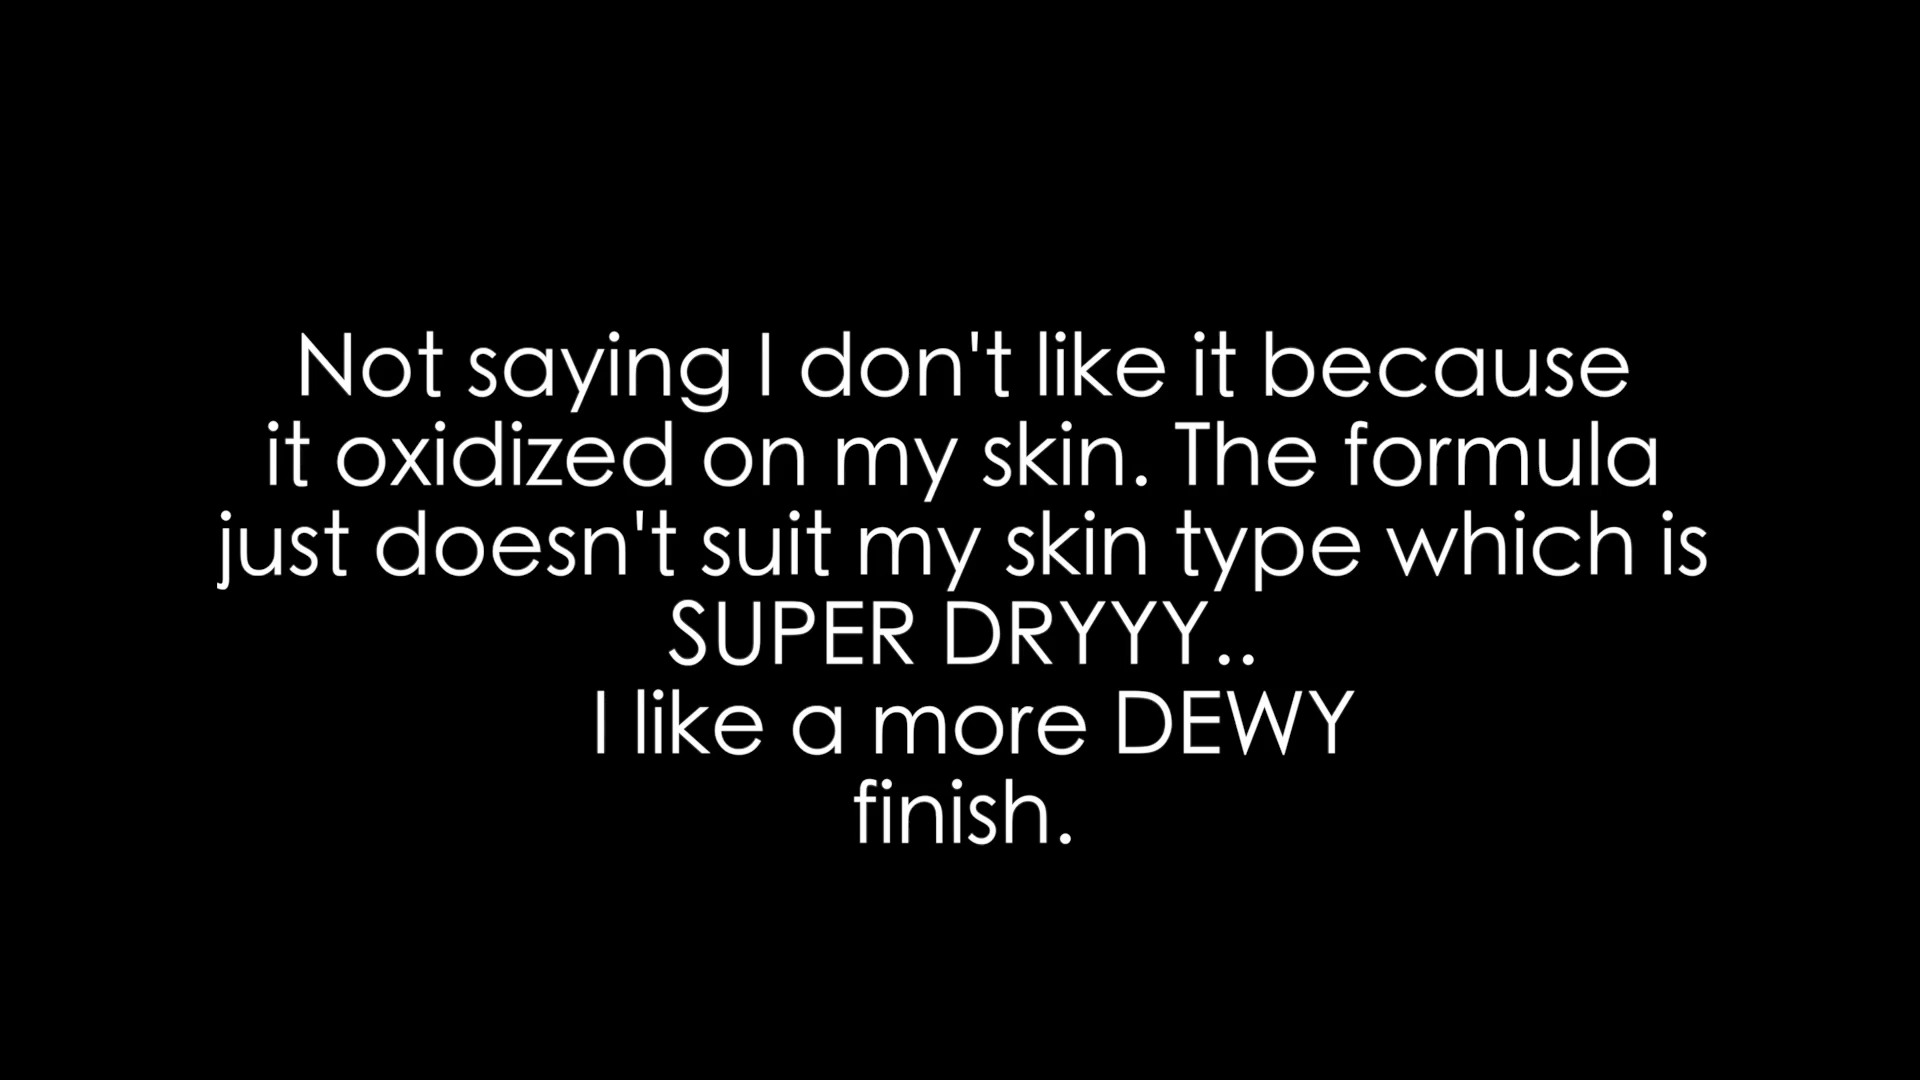 Not saying I don't like it because
it oxidized on my skin. The formula
just doesn't suit my skin type which is
SUPER DRYYY..
I like a more DEWY
finish.